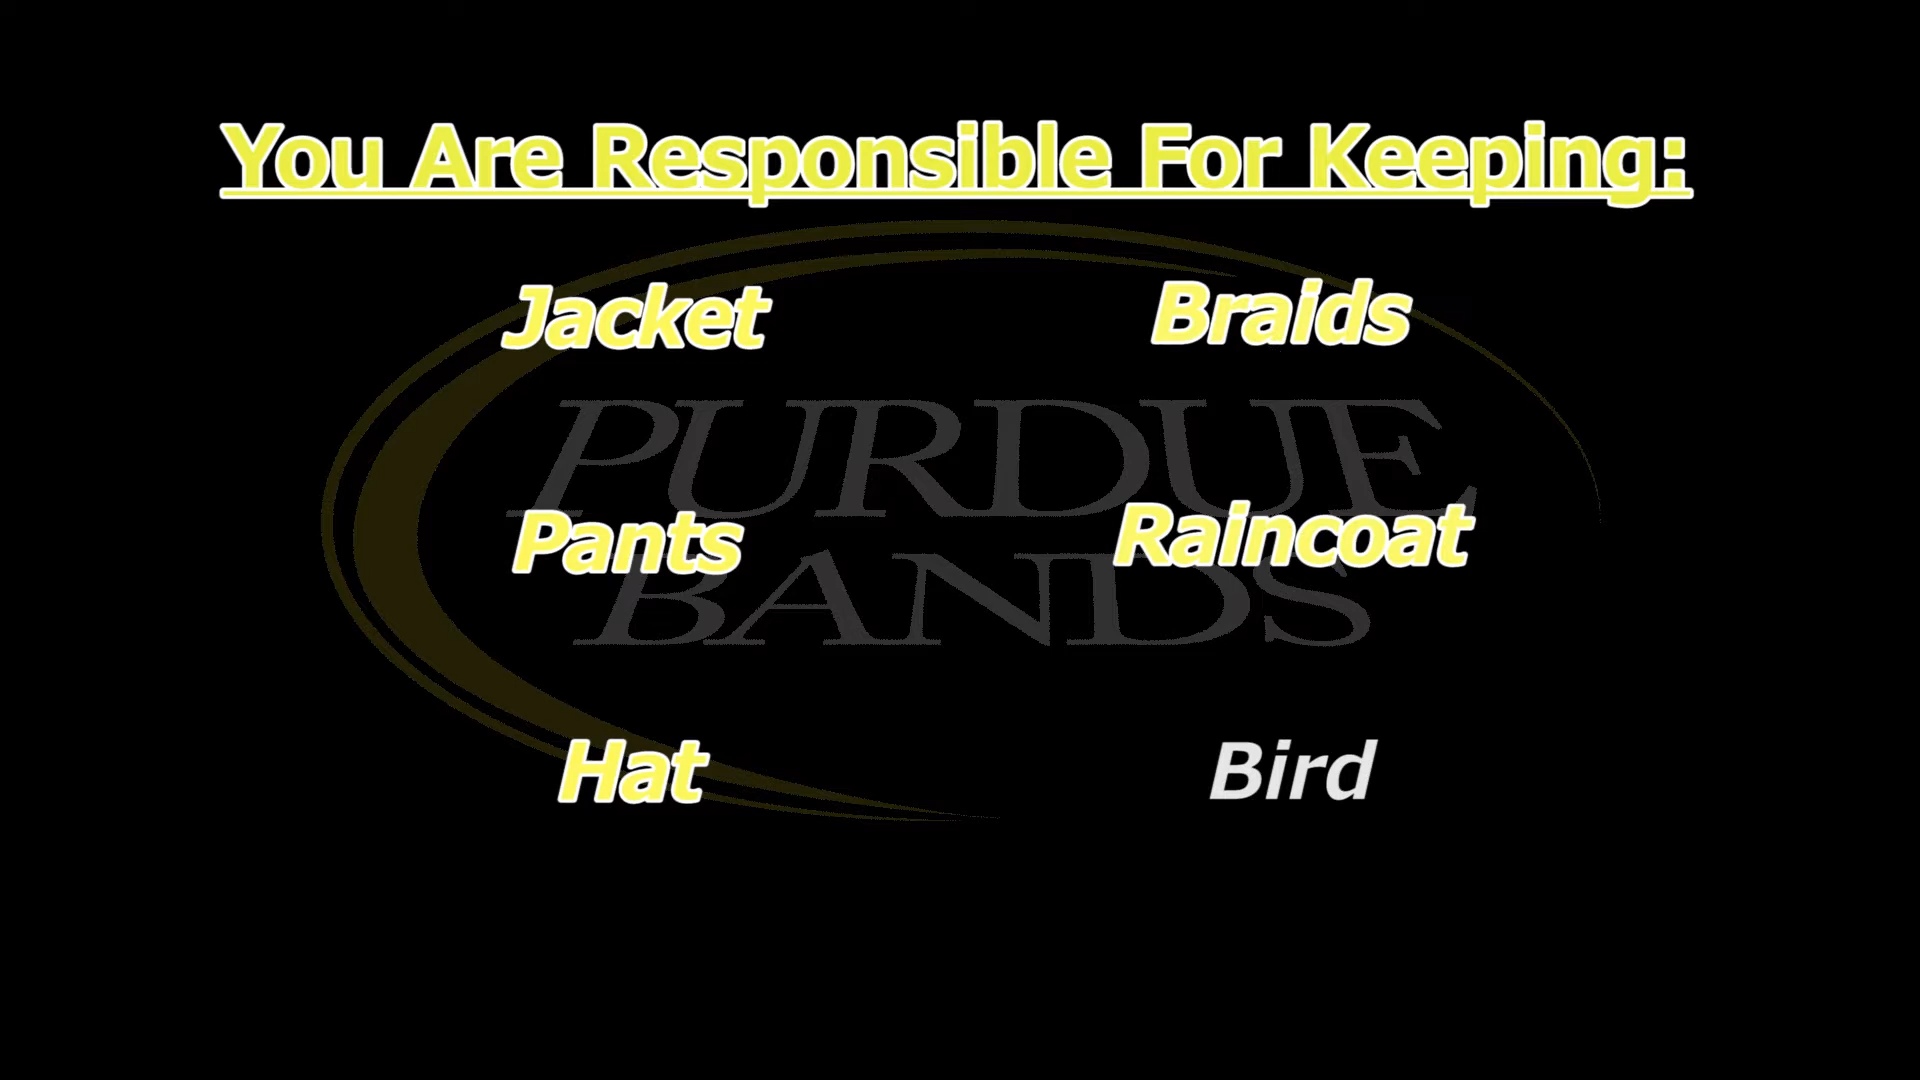 You Are Responsible For Keeping:
Jacket
Braids
PURDUE
Pants
Raincoat
BANDS
Hat
Bird